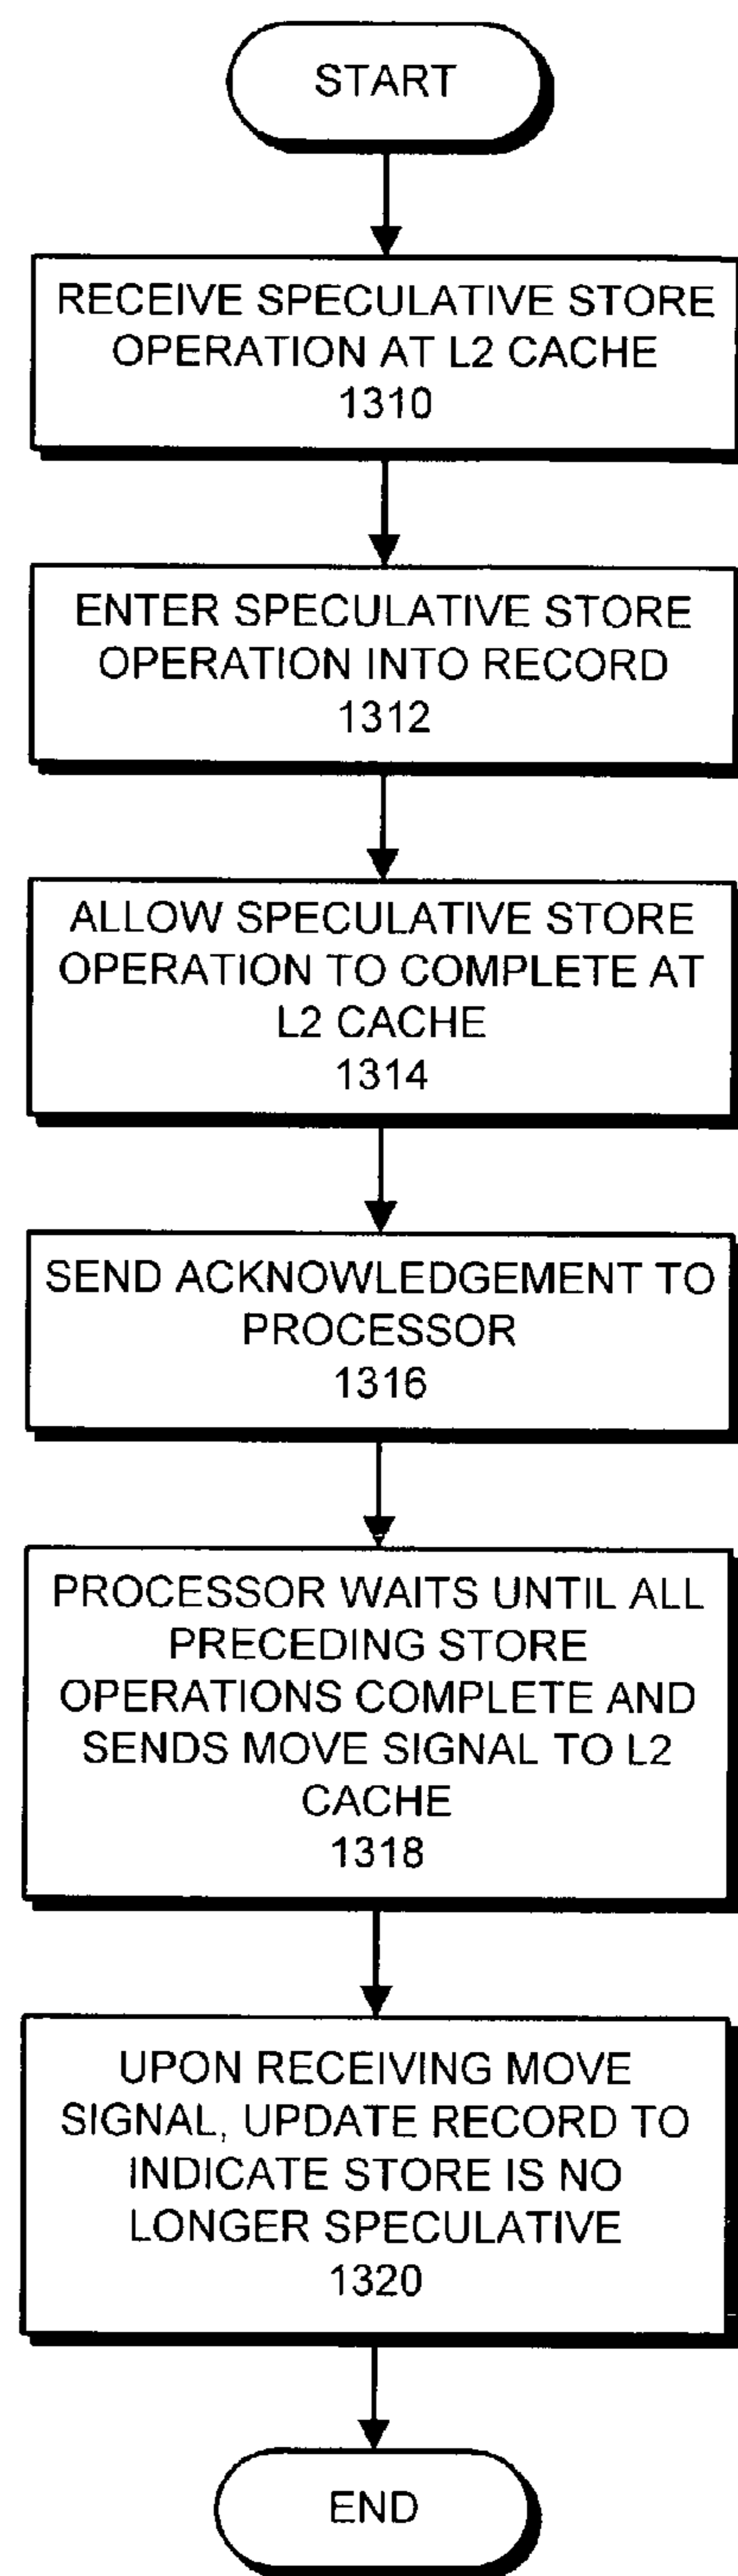 START
RECEIVE SPECULATIVE STORE
OPERATION AT L2 CACHE
1310
ENTER SPECULATIVE STORE
OPERATION INTO RECORD
1312
ALLOW SPECULATIVE STORE
OPERATION TO COMPLETE AT
L2 CACHE
1314
SEND ACKNOWLEDGEMENT TO
PROCESSOR
1316
PROCESSOR WAITS UNTIL ALL
PRECEDING STORE
OPERATIONS COMPLETE AND
SENDS MOVE SIGNAL TO L2
CACHE
1318
UPON RECEIVING MOVE
SIGNAL, UPDATE RECORD TO
INDICATE STORE IS NO
LONGER SPECULATIVE
1320
END